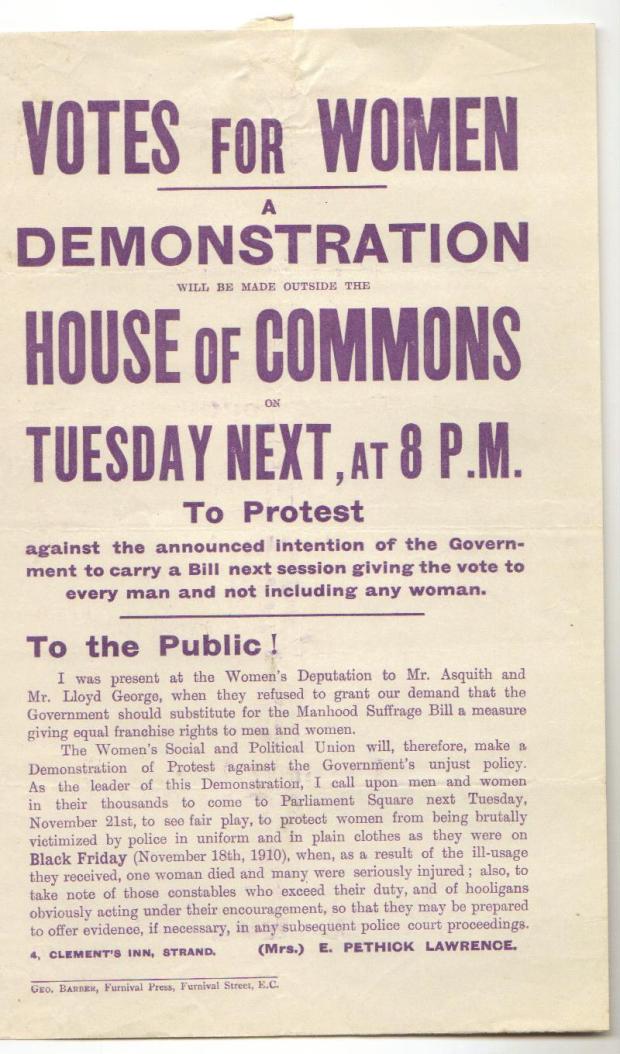 VOTES FOR WOMEN
A
DEMONSTRATION
WILL BE MADE OUTSIDE THE
HOUSE OF COMMONS
ON
TUESDAY NEXT, AT 8 P.M.
To Protest
against the announced intention of the Govern-
ment to carry a Bill next session giving the vote to
every man and not including any woman.
To the Public!
I was present at the Women's Deputation to Mr. Asquith and
Mr. Lloyd George, when they refused to grant our demand that the
Government should substitute for the Manhood Suffrage Bill a measure
giving equal franchise rights to men and women.
The Women's Social and Political Union will, therefore, make a
Demonstration of Protest against the Government's unjust policy.
As the leader of this Demonstration, I call upon men and women
in their thousands to come to Parliament Square next Tuesday,
November 21st, to see fair play, to protect women from being brutally
victimized by police in uniform and in plain clothes as they were on
Black Friday (November 18th, 1910), when, as a result of the ill-usage
they received, one woman died and many were seriously injured; also, to
take note of those constables who exceed their duty, and of hooligans
obviously acting under their encouragement, so that they may be prepared
to offer evidence, if necessary, in any subsequent police court proceedings.
4, CLEMENT'S INN, STRAND. (Mrs.) E. PETHICK LAWRENCE.
GEO. BARBER, Furnival Press, Furnival Street, E.C.